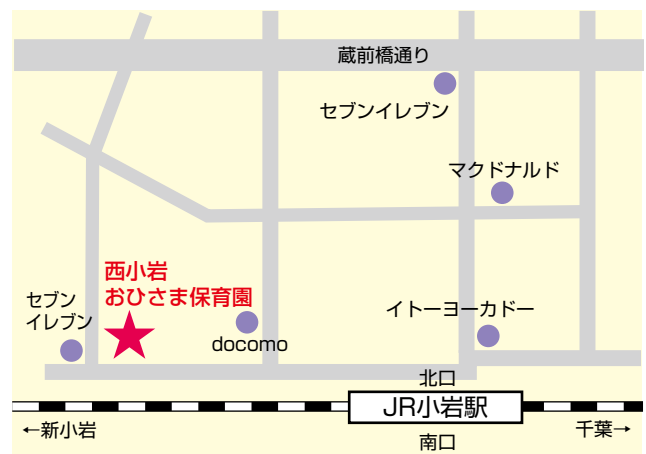 蔵前橋通り
セブンイレブン
マクドナルド
西小岩
おひさま保育園
セブン
イレブン
docomo
イトーヨーカドー
北口
JR小岩駅
←新小岩
千葉→
南口